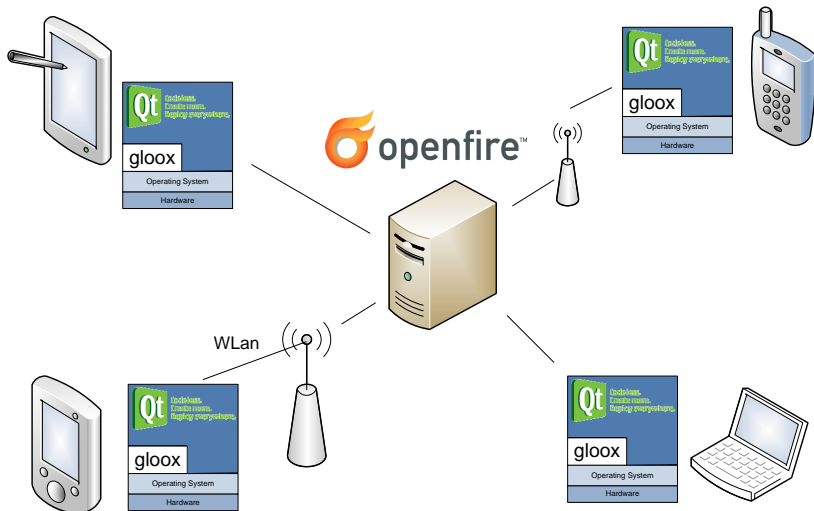 Qt
Code less.
Create more.
Deploy everywhere.
gloox
Operating System
Hardware
openfire™
Qt
Code less.
Create more.
Deploy everywhere.
gloox
Operating System
Hardware
WLan
Qt
Code less.
Create more.
Deploy everywhere.
gloox
Operating System
Hardware
Qt
Code less.
Create more.
Deploy everywhere.
gloox
Operating System
Hardware